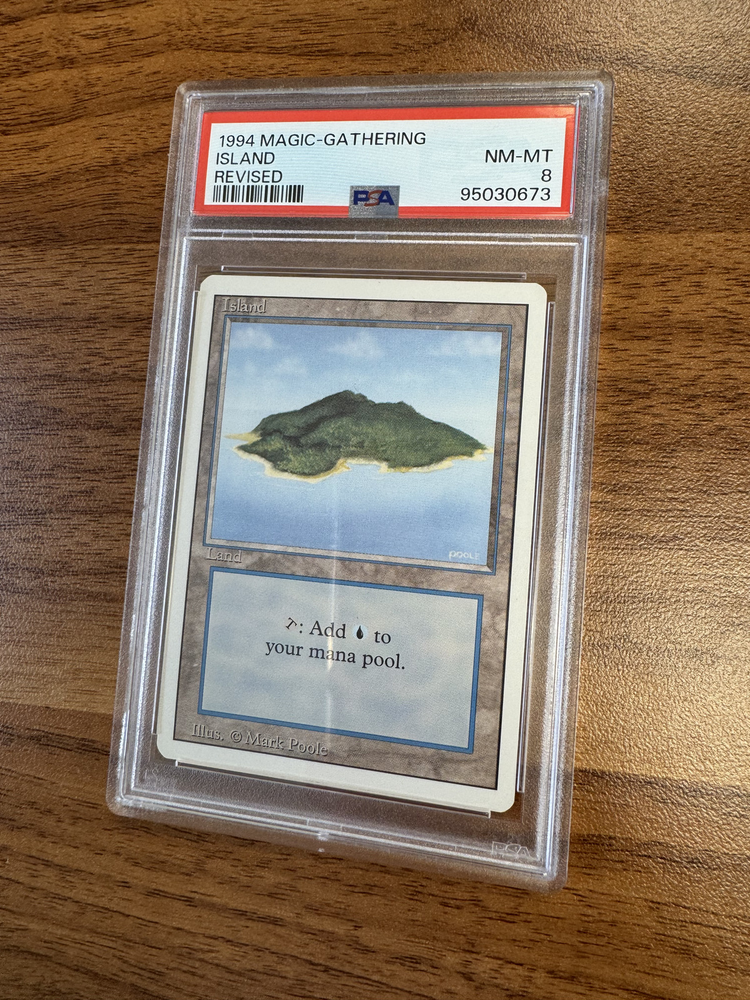 1994 MAGIC-GATHERING
ISLAND
REVISED
NM-MT
8
95030673
PSA
Island
POOLE
Land
T: Add to
your mana pool.
Illus. © Mark Poole
PSA